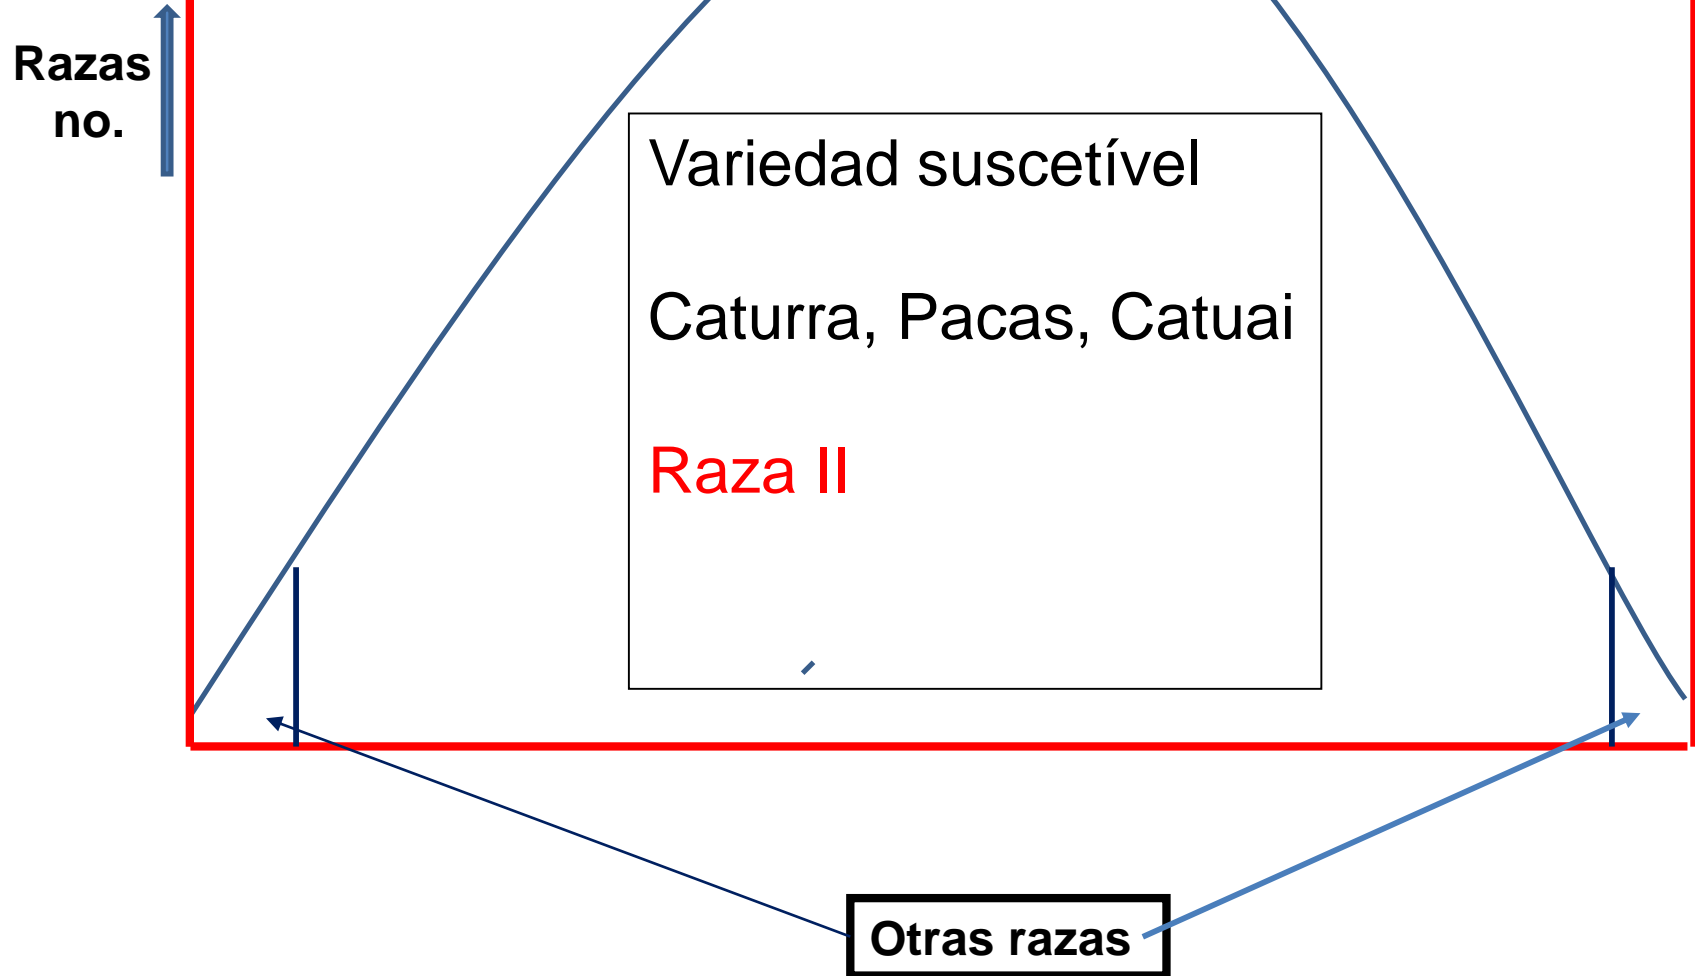 Razas
no.
Variedad suscetível
Caturra, Pacas, Catuai
Raza II
Otras razas